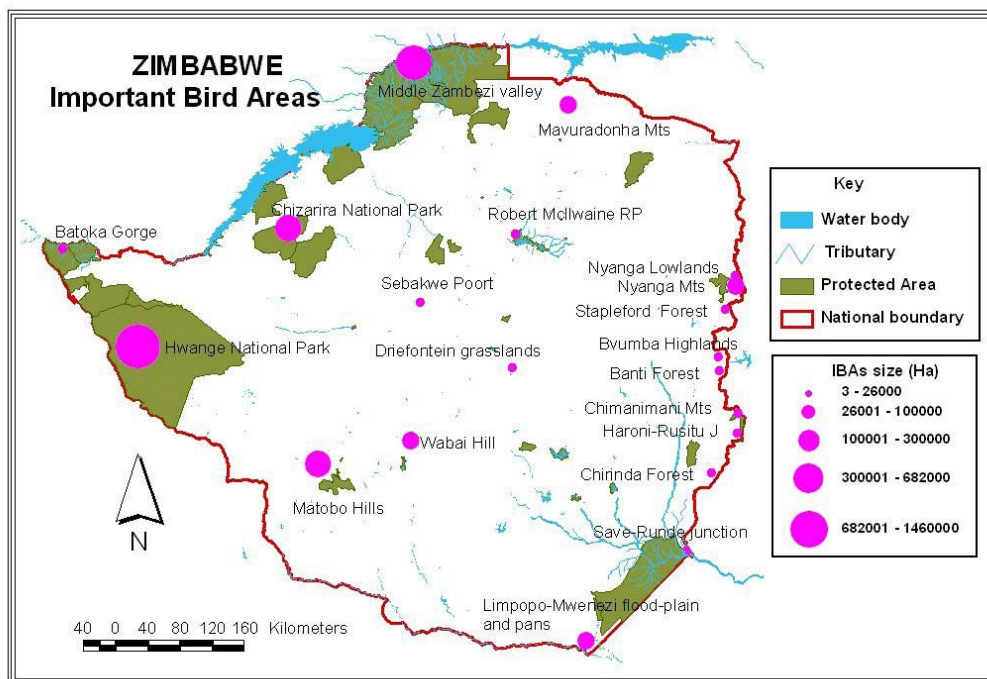 ZIMBABWE
Important Bird Areas
Middle Zambezi valley
Mavuradonha Mts
Chizarira National Park
Robert McIlwaine RP
Batoka Gorge
Nyanga Lowlands
Nyanga Mts
Sebakwe Poort
Stapleford Forest
Hwange National Park
Driefontein grasslands
Bvumba Highlands
Banti Forest
Chimanimani Mts
Haroni-Rusitu J
Wabai Hill
Chirinda Forest
Matobo Hills
Save-Runde junction
Limpopo-Mwenezi flood-plain
and pans
N
40 0 40 80 120 160 Kilometers
Key
Water body
Tributary
Protected Area
National boundary
IBAs size (Ha)
3 - 26000
26001 - 100000
100001 - 300000
300001 - 682000
682001 - 1460000